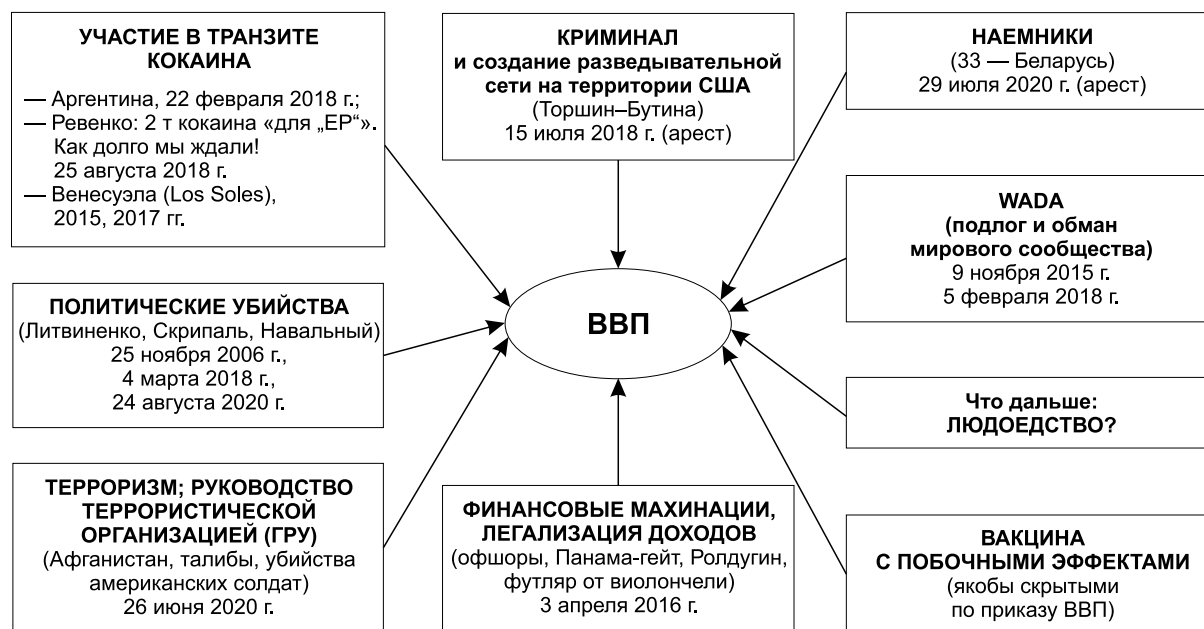 УЧАСТИЕ В ТРАНЗИТЕ
КОКАИНА
— Аргентина, 22 февраля 2018 г.;
— Ревенко: 2 т кокаина «для „ЕР“».
Как долго мы ждали!
25 августа 2018 г.
— Венесуэла (Los Soles),
2015, 2017 гг.
КРИМИНАЛ
и создание разведывательной
сети на территории США
(Торшин–Бутина)
15 июля 2018 г. (арест)
НАЕМНИКИ
(33 — Беларусь)
29 июля 2020 г. (арест)
WADA
(подлог и обман
мирового сообщества)
9 ноября 2015 г.
5 февраля 2018 г.
ПОЛИТИЧЕСКИЕ УБИЙСТВА
(Литвиненко, Скрипаль, Навальный)
25 ноября 2006 г.,
4 марта 2018 г.,
24 августа 2020 г.
ВВП
Что дальше:
ЛЮДОЕДСТВО?
ТЕРРОРИЗМ; РУКОВОДСТВО
ТЕРРОРИСТИЧЕСКОЙ
ОРГАНИЗАЦИЕЙ (ГРУ)
(Афганистан, талибы, убийства
американских солдат)
26 июня 2020 г.
ФИНАНСОВЫЕ МАХИНАЦИИ,
ЛЕГАЛИЗАЦИЯ ДОХОДОВ
(офшоры, Панама-гейт, Ролдугин,
футляр от виолончели)
3 апреля 2016 г.
ВАКЦИНА
С ПОБОЧНЫМИ ЭФФЕКТАМИ
(якобы скрытыми
по приказу ВВП)